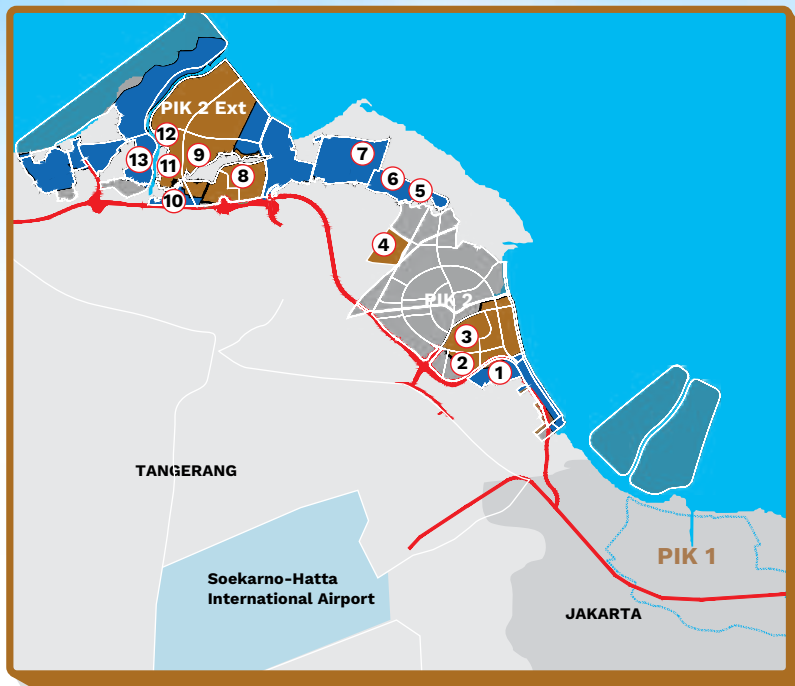 PIK 2 Ext
12
13
11
9
8
10
7
6
5
4
PIK 2
3
2
1
TANGERANG
Soekarno-Hatta
International Airport
PIK 1
JAKARTA